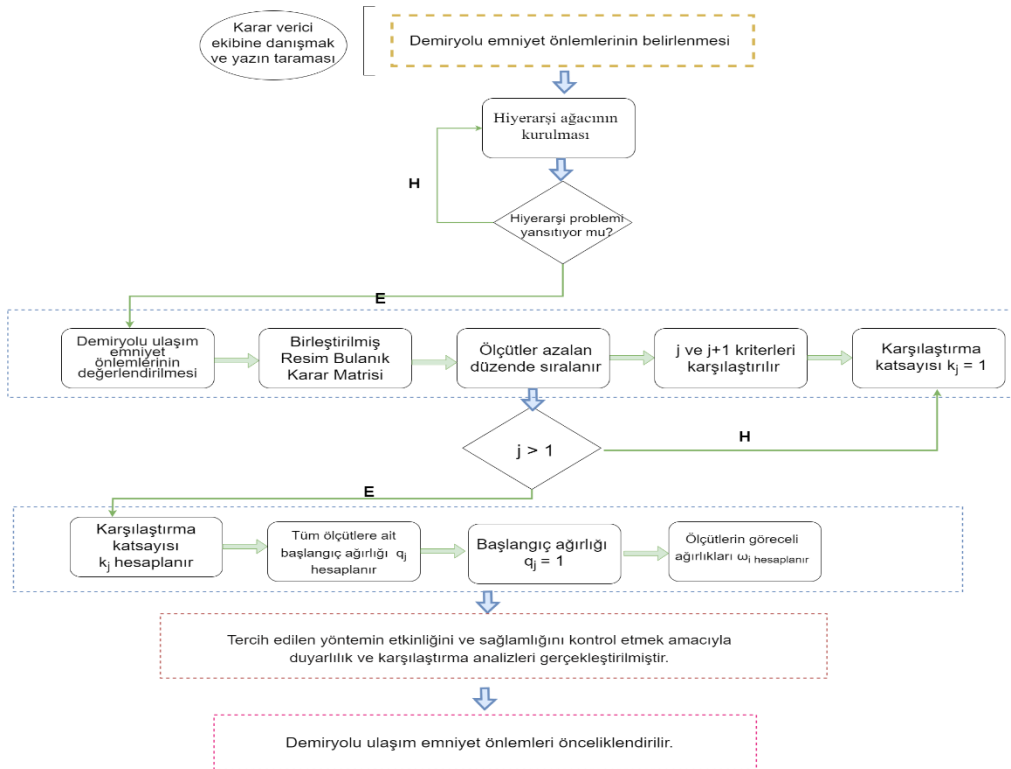 Karar verici
ekibine danışmak
ve yazın taraması
Demiryolu emniyet önlemlerinin belirlenmesi
Hiyerarşi ağacının
kurulması
H
Hiyerarşi problemi
yansıtıyor mu?
E
Demiryolu ulaşım
emniyet
önlemlerinin
değerlendirilmesi
Birleştirilmiş
Resim Bulanık
Karar Matrisi
Ölçütler azalan
düzende sıralanır
j ve j+1 kriterleri
karşılaştırılır
Karşılaştırma
katsayısı kj = 1
j > 1
H
E
Karşılaştırma
katsayısı
kj hesaplanır
Tüm ölçütlere ait
başlangıç ağırlığı qj
hesaplanır
Başlangıç ağırlığı
qj = 1
Ölçütlerin göreceli
ağırlıkları ωi hesaplanır
Tercih edilen yöntemin etkinliğini ve sağlamlığını kontrol etmek amacıyla
duyarlılık ve karşılaştırma analizleri gerçekleştirilmiştir.
Demiryolu ulaşım emniyet önlemleri önceliklendirilir.